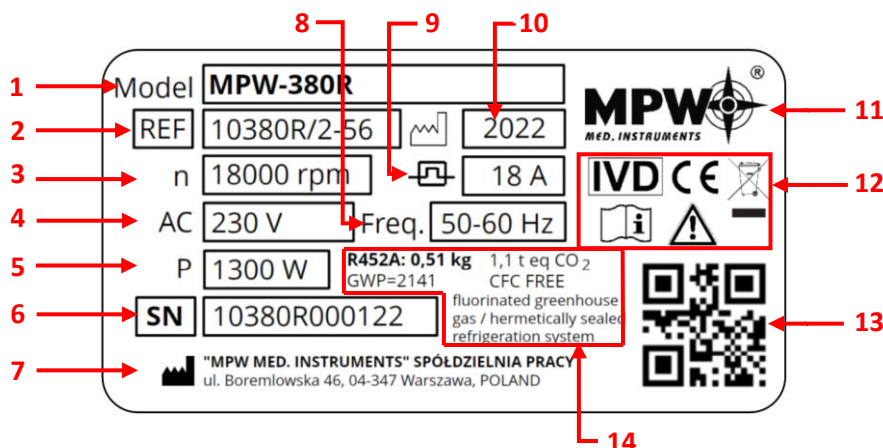 8 9 10
1 Model MPW-380R
MPW ®
MED. INSTRUMENTS
11
2 REF 10380R/2-56 2022
3 n 18000 rpm 18 A
IVD CE
12
4 AC 230 V Freq. 50-60 Hz
i
5 P 1300 W
R452A: 0,51 kg 1,1 t eq CO2
GWP=2141 CFC FREE
fluorinated greenhouse
gas / hermetically sealed
refrigeration system
6 SN 10380R000122
13
7 "MPW MED. INSTRUMENTS" SPÓŁDZIELNIA PRACY
ul. Boremlowska 46, 04-347 Warszawa, POLAND
14